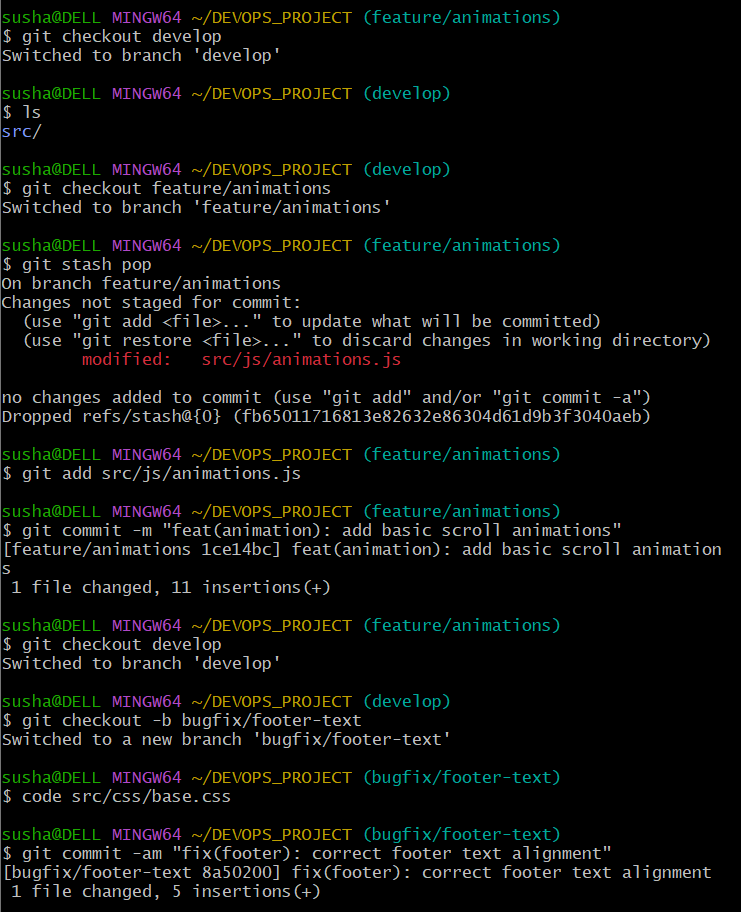 susha@DELL MINGW64 ~/DEVOPS_PROJECT (feature/animations)
$ git checkout develop
Switched to branch 'develop'

susha@DELL MINGW64 ~/DEVOPS_PROJECT (develop)
$ ls
src/

susha@DELL MINGW64 ~/DEVOPS_PROJECT (develop)
$ git checkout feature/animations
Switched to branch 'feature/animations'

susha@DELL MINGW64 ~/DEVOPS_PROJECT (feature/animations)
$ git stash pop
On branch feature/animations
Changes not staged for commit:
  (use "git add <file>..." to update what will be committed)
  (use "git restore <file>..." to discard changes in working directory)
        modified:   src/js/animations.js

no changes added to commit (use "git add" and/or "git commit -a")
Dropped refs/stash@{0} (fb65011716813e82632e86304d61d9b3f3040aeb)

susha@DELL MINGW64 ~/DEVOPS_PROJECT (feature/animations)
$ git add src/js/animations.js

susha@DELL MINGW64 ~/DEVOPS_PROJECT (feature/animations)
$ git commit -m "feat(animation): add basic scroll animations"
[feature/animations 1ce14bc] feat(animation): add basic scroll animation
s
 1 file changed, 11 insertions(+)

susha@DELL MINGW64 ~/DEVOPS_PROJECT (feature/animations)
$ git checkout develop
Switched to branch 'develop'

susha@DELL MINGW64 ~/DEVOPS_PROJECT (develop)
$ git checkout -b bugfix/footer-text
Switched to a new branch 'bugfix/footer-text'

susha@DELL MINGW64 ~/DEVOPS_PROJECT (bugfix/footer-text)
$ code src/css/base.css

susha@DELL MINGW64 ~/DEVOPS_PROJECT (bugfix/footer-text)
$ git commit -am "fix(footer): correct footer text alignment"
[bugfix/footer-text 8a50200] fix(footer): correct footer text alignment
 1 file changed, 5 insertions(+)